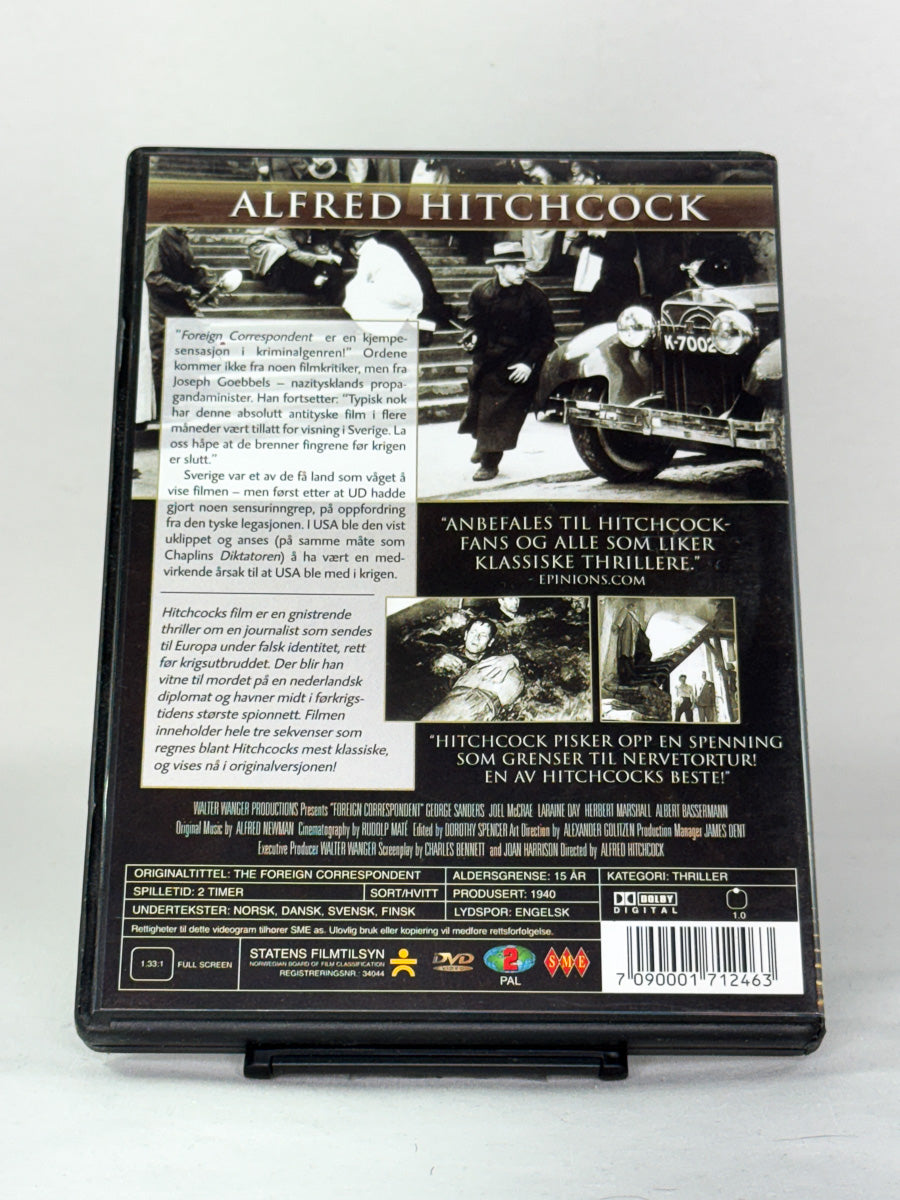 ALFRED HITCHCOCK
K-7002
"Foreign Correspondent er en kjempe-
sensasjon i kriminalgenren!" Ordene
kommer ikke fra noen filmkritiker, men fra
Joseph Goebbels – nazitysklands propa-
gandaminister. Han fortsetter: "Typisk nok
har denne absolutt antityske film i flere
måneder vært tillatt for visning i Sverige. La
oss håpe at de brenner fingrene før krigen
er slutt."
Sverige var et av de få land som våget å
vise filmen – men først etter at UD hadde
gjort noen sensurinngrep, på oppfordring
fra den tyske legasjonen. I USA ble den vist
uklippet og anses (på samme måte som
Chaplins Diktatoren) å ha vært en med-
virkende årsak til at USA ble med i krigen.
Hitchcocks film er en gnistrende
thriller om en journalist som sendes
til Europa under falsk identitet, rett
før krigsutbruddet. Der blir han
vitne til mordet på en nederlandsk
diplomat og havner midt i førkrigs-
tidens største spionnett. Filmen
inneholder hele tre sekvenser som
regnes blant Hitchcocks mest klassiske,
og vises nå i originalversjonen!
"ANBEFALES TIL HITCHCOCK-
FANS OG ALLE SOM LIKER
KLASSISKE THRILLERE."
- EPINIONS.COM
"HITCHCOCK PISKER OPP EN SPENNING
SOM GRENSER TIL NERVETORTUR!
EN AV HITCHCOCKS BESTE!"
WALTER WANGER PRODUCTIONS Presents "FOREIGN CORRESPONDENT" GEORGE SANDERS JOEL McCRAE LARAINE DAY HERBERT MARSHALL ALBERT BASSERMANN
Original Music by ALFRED NEWMAN Cinematography by RUDOLP MATÉ Edited by DOROTHY SPENCER Art Direction by ALEXANDER GOLITZEN Production Manager JAMES DENT
Executive Producer WALTER WANGER Screenplay by CHARLES BENNETT and JOAN HARRISON Directed by ALFRED HITCHCOCK
ORIGINALTITTEL: THE FOREIGN CORRESPONDENT ALDERSGRENSE: 15 ÅR KATEGORI: THRILLER
SPILLETID: 2 TIMER SORT/HVITT PRODUSERT: 1940
UNDERTEKSTER: NORSK, DANSK, SVENSK, FINSK LYDSPOR: ENGELSK
DOLBY
DIGITAL
1.0
Rettigheter til dette videogram tilhører SME as. Ulovlig bruk eller kopiering vil medføre rettsforfølgelse.
1.33:1 FULL SCREEN
STATENS FILMTILSYN
NORWEGIAN BOARD OF FILM CLASSIFICATION
REGISTRERINGSNR.: 34044
DVD
VIDEO
2
PAL
S·M·E
7 090001 712463